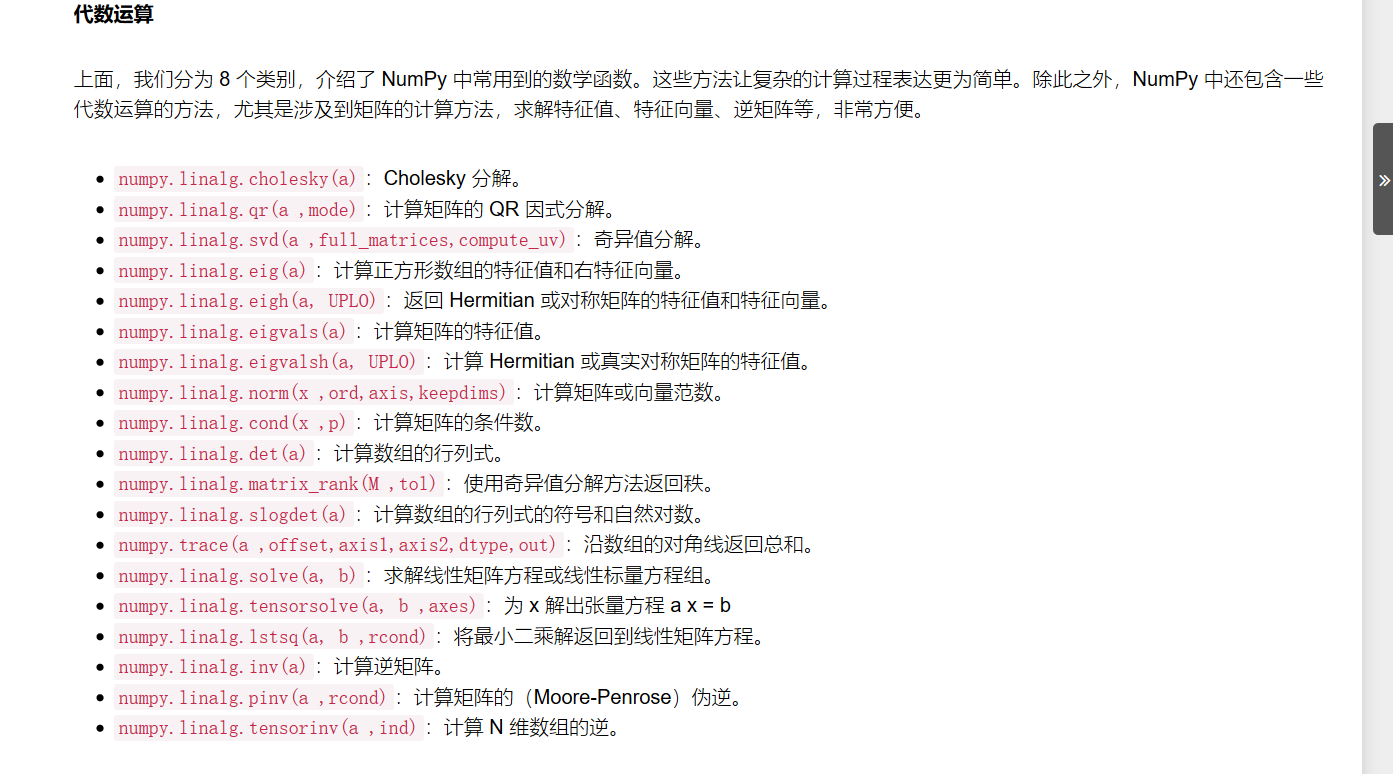 代数运算
上面，我们分为 8 个类别，介绍了 NumPy 中常用到的数学函数。这些方法让复杂的计算过程表达更为简单。除此之外，NumPy 中还包含一些
代数运算的方法，尤其是涉及到矩阵的计算方法，求解特征值、特征向量、逆矩阵等，非常方便。
numpy.linalg.cholesky(a)：Cholesky 分解。
numpy.linalg.qr(a ,mode)：计算矩阵的 QR 因式分解。
numpy.linalg.svd(a ,full_matrices,compute_uv)：奇异值分解。
numpy.linalg.eig(a)：计算正方形数组的特征值和右特征向量。
numpy.linalg.eigh(a, UPLO)：返回 Hermitian 或对称矩阵的特征值和特征向量。
numpy.linalg.eigvals(a)：计算矩阵的特征值。
numpy.linalg.eigvalsh(a, UPLO)：计算 Hermitian 或真实对称矩阵的特征值。
numpy.linalg.norm(x ,ord,axis,keepdims)：计算矩阵或向量范数。
numpy.linalg.cond(x ,p)：计算矩阵的条件数。
numpy.linalg.det(a)：计算数组的行列式。
numpy.linalg.matrix_rank(M ,tol)：使用奇异值分解方法返回秩。
numpy.linalg.slogdet(a)：计算数组的行列式的符号和自然对数。
numpy.trace(a ,offset,axis1,axis2,dtype,out)：沿数组的对角线返回总和。
numpy.linalg.solve(a, b)：求解线性矩阵方程或线性标量方程组。
numpy.linalg.tensorsolve(a, b ,axes)：为 x 解出张量方程 a x = b
numpy.linalg.lstsq(a, b ,rcond)：将最小二乘解返回到线性矩阵方程。
numpy.linalg.inv(a)：计算逆矩阵。
numpy.linalg.pinv(a ,rcond)：计算矩阵的（Moore-Penrose）伪逆。
numpy.linalg.tensorinv(a ,ind)：计算 N 维数组的逆。